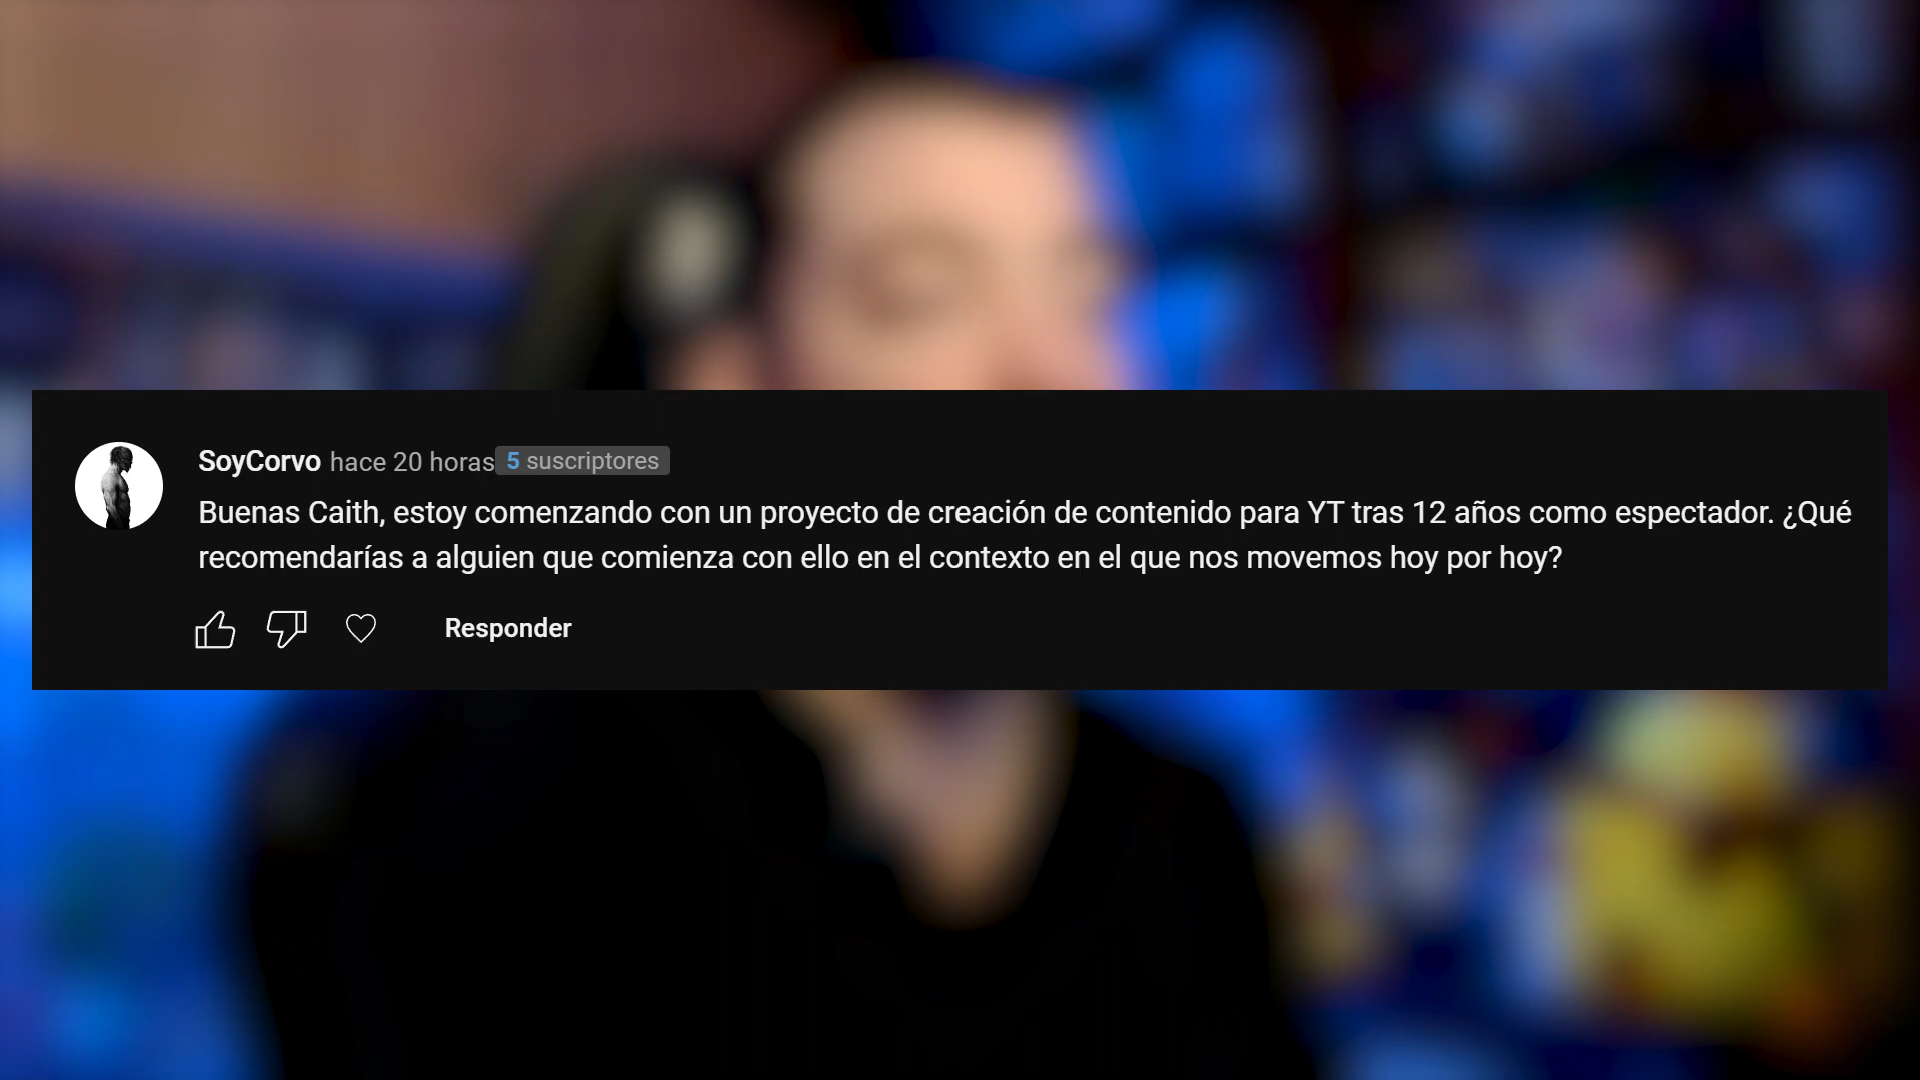 SoyCorvo hace 20 horas 5 suscriptores
Buenas Caith, estoy comenzando con un proyecto de creación de contenido para YT tras 12 años como espectador. ¿Qué
recomendarías a alguien que comienza con ello en el contexto en el que nos movemos hoy por hoy?
Responder